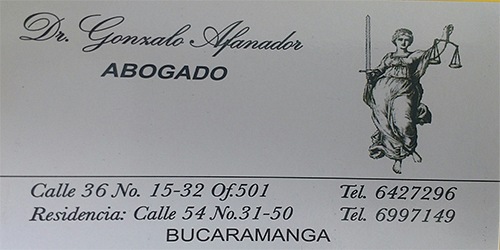 Dr. Gonzalo Afanador
ABOGADO
Calle 36 No. 15-32 Of.501 Tel. 6427296
Residencia: Calle 54 No.31-50 Tel. 6997149
BUCARAMANGA